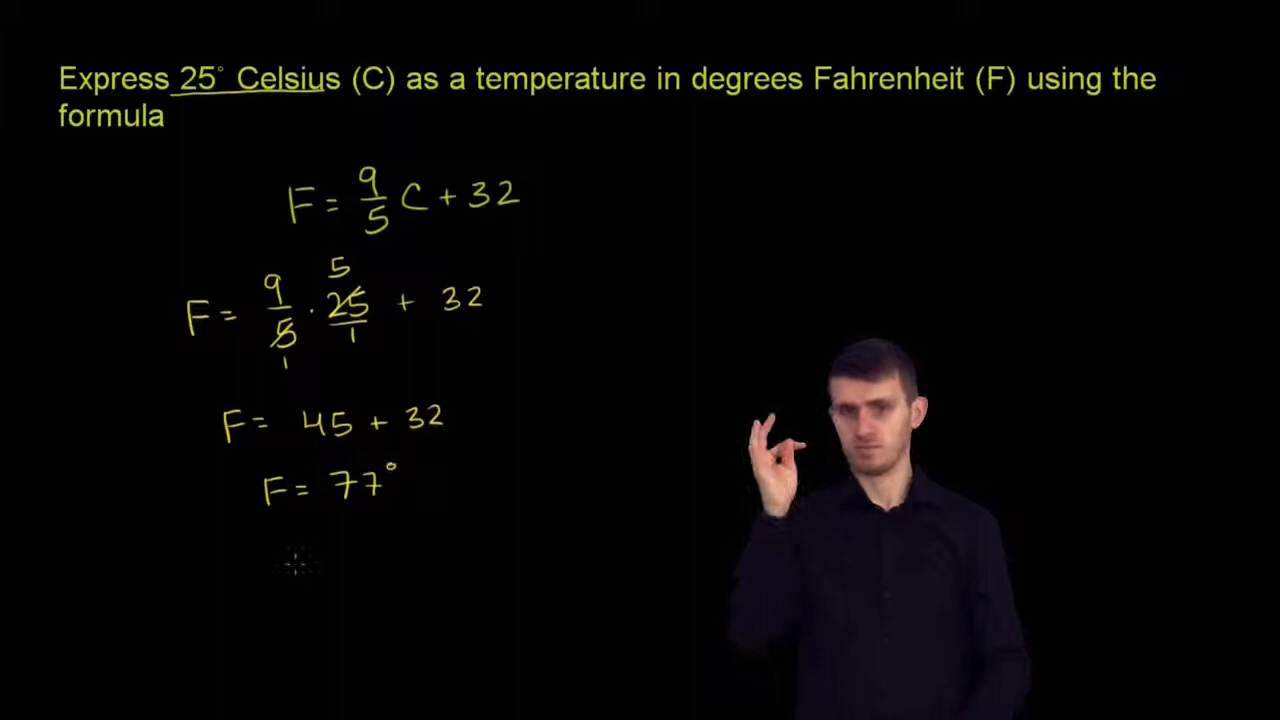 Express 25° Celsius (C) as a temperature in degrees Fahrenheit (F) using the
formula
F = 9/5 C + 32
F = 9/5 1 · 25/1 5 + 32
F = 45 + 32
F = 77°